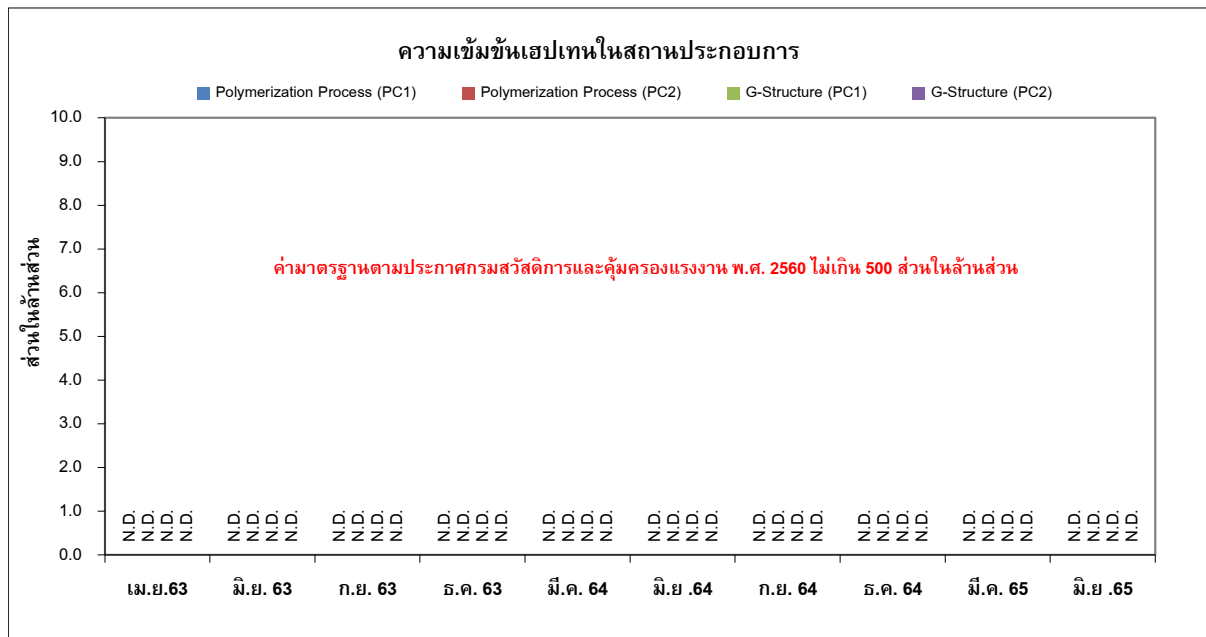 ความเข้มข้นเฮปเทนในสถานประกอบการ
Polymerization Process (PC1) Polymerization Process (PC2) G-Structure (PC1) G-Structure (PC2)
ส่วนในล้านส่วน
10.0
9.0
8.0
7.0
ค่ามาตรฐานตามประกาศกรมสวัสดิการและคุ้มครองแรงงาน พ.ศ. 2560 ไม่เกิน 500 ส่วนในล้านส่วน
6.0
5.0
4.0
3.0
2.0
1.0
N.D. N.D. N.D. N.D. N.D. N.D. N.D. N.D. N.D. N.D. N.D. N.D. N.D. N.D. N.D. N.D. N.D. N.D. N.D. N.D. N.D. N.D. N.D. N.D. N.D. N.D. N.D. N.D. N.D. N.D. N.D. N.D. N.D. N.D. N.D. N.D. N.D. N.D. N.D. N.D.
0.0
เม.ย.63 มิ.ย. 63 ก.ย. 63 ธ.ค. 63 มี.ค. 64 มิ.ย .64 ก.ย. 64 ธ.ค. 64 มี.ค. 65 มิ.ย .65